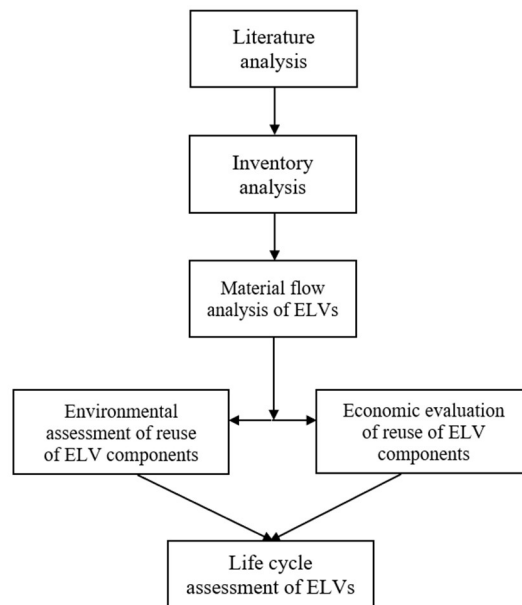 Literature
analysis
Inventory
analysis
Material flow
analysis of ELVs
Environmental
assessment of reuse
of ELV components
Economic evaluation
of reuse of ELV
components
Life cycle
assessment of ELVs